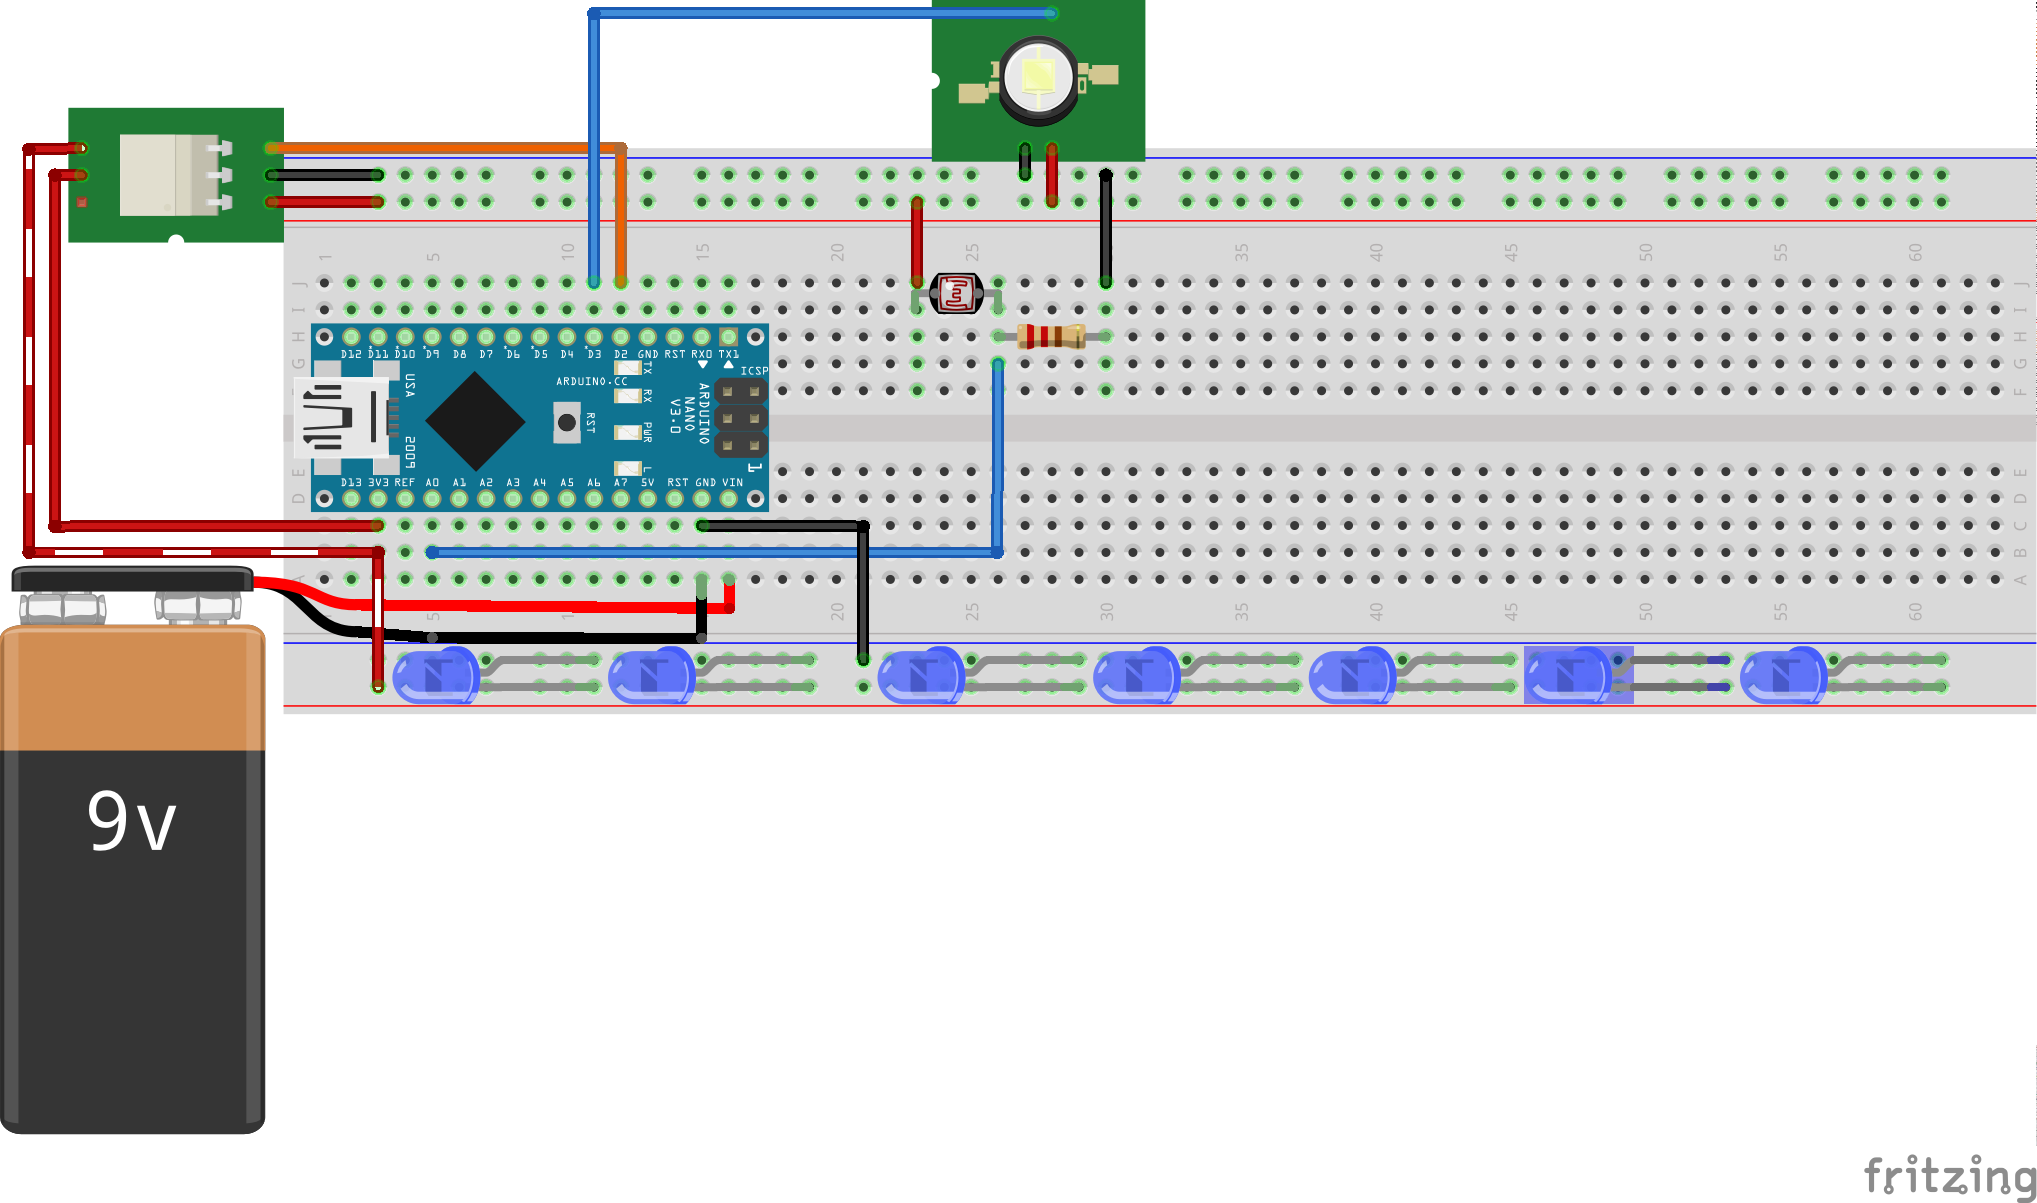 1 5 10 15 20 25 30 35 40 45 50 55 60
J J
I I
H H
G G
F F
D12 D11 D10 D9 D8 D7 D6 D5 D4 D3 D2 GND RST RX0 TX1
ICSP
ARDUINO.CC
TX
RX
PWR
L
RST
USA
ARDUINO
NANO
V3.0
1
E E
D13 3V3 REF A0 A1 A2 A3 A4 A5 A6 A7 5V RST GND VIN
D D
C
B
A A
5 1 20 25 30 35 40 45 50 55 60
9v
fritzing